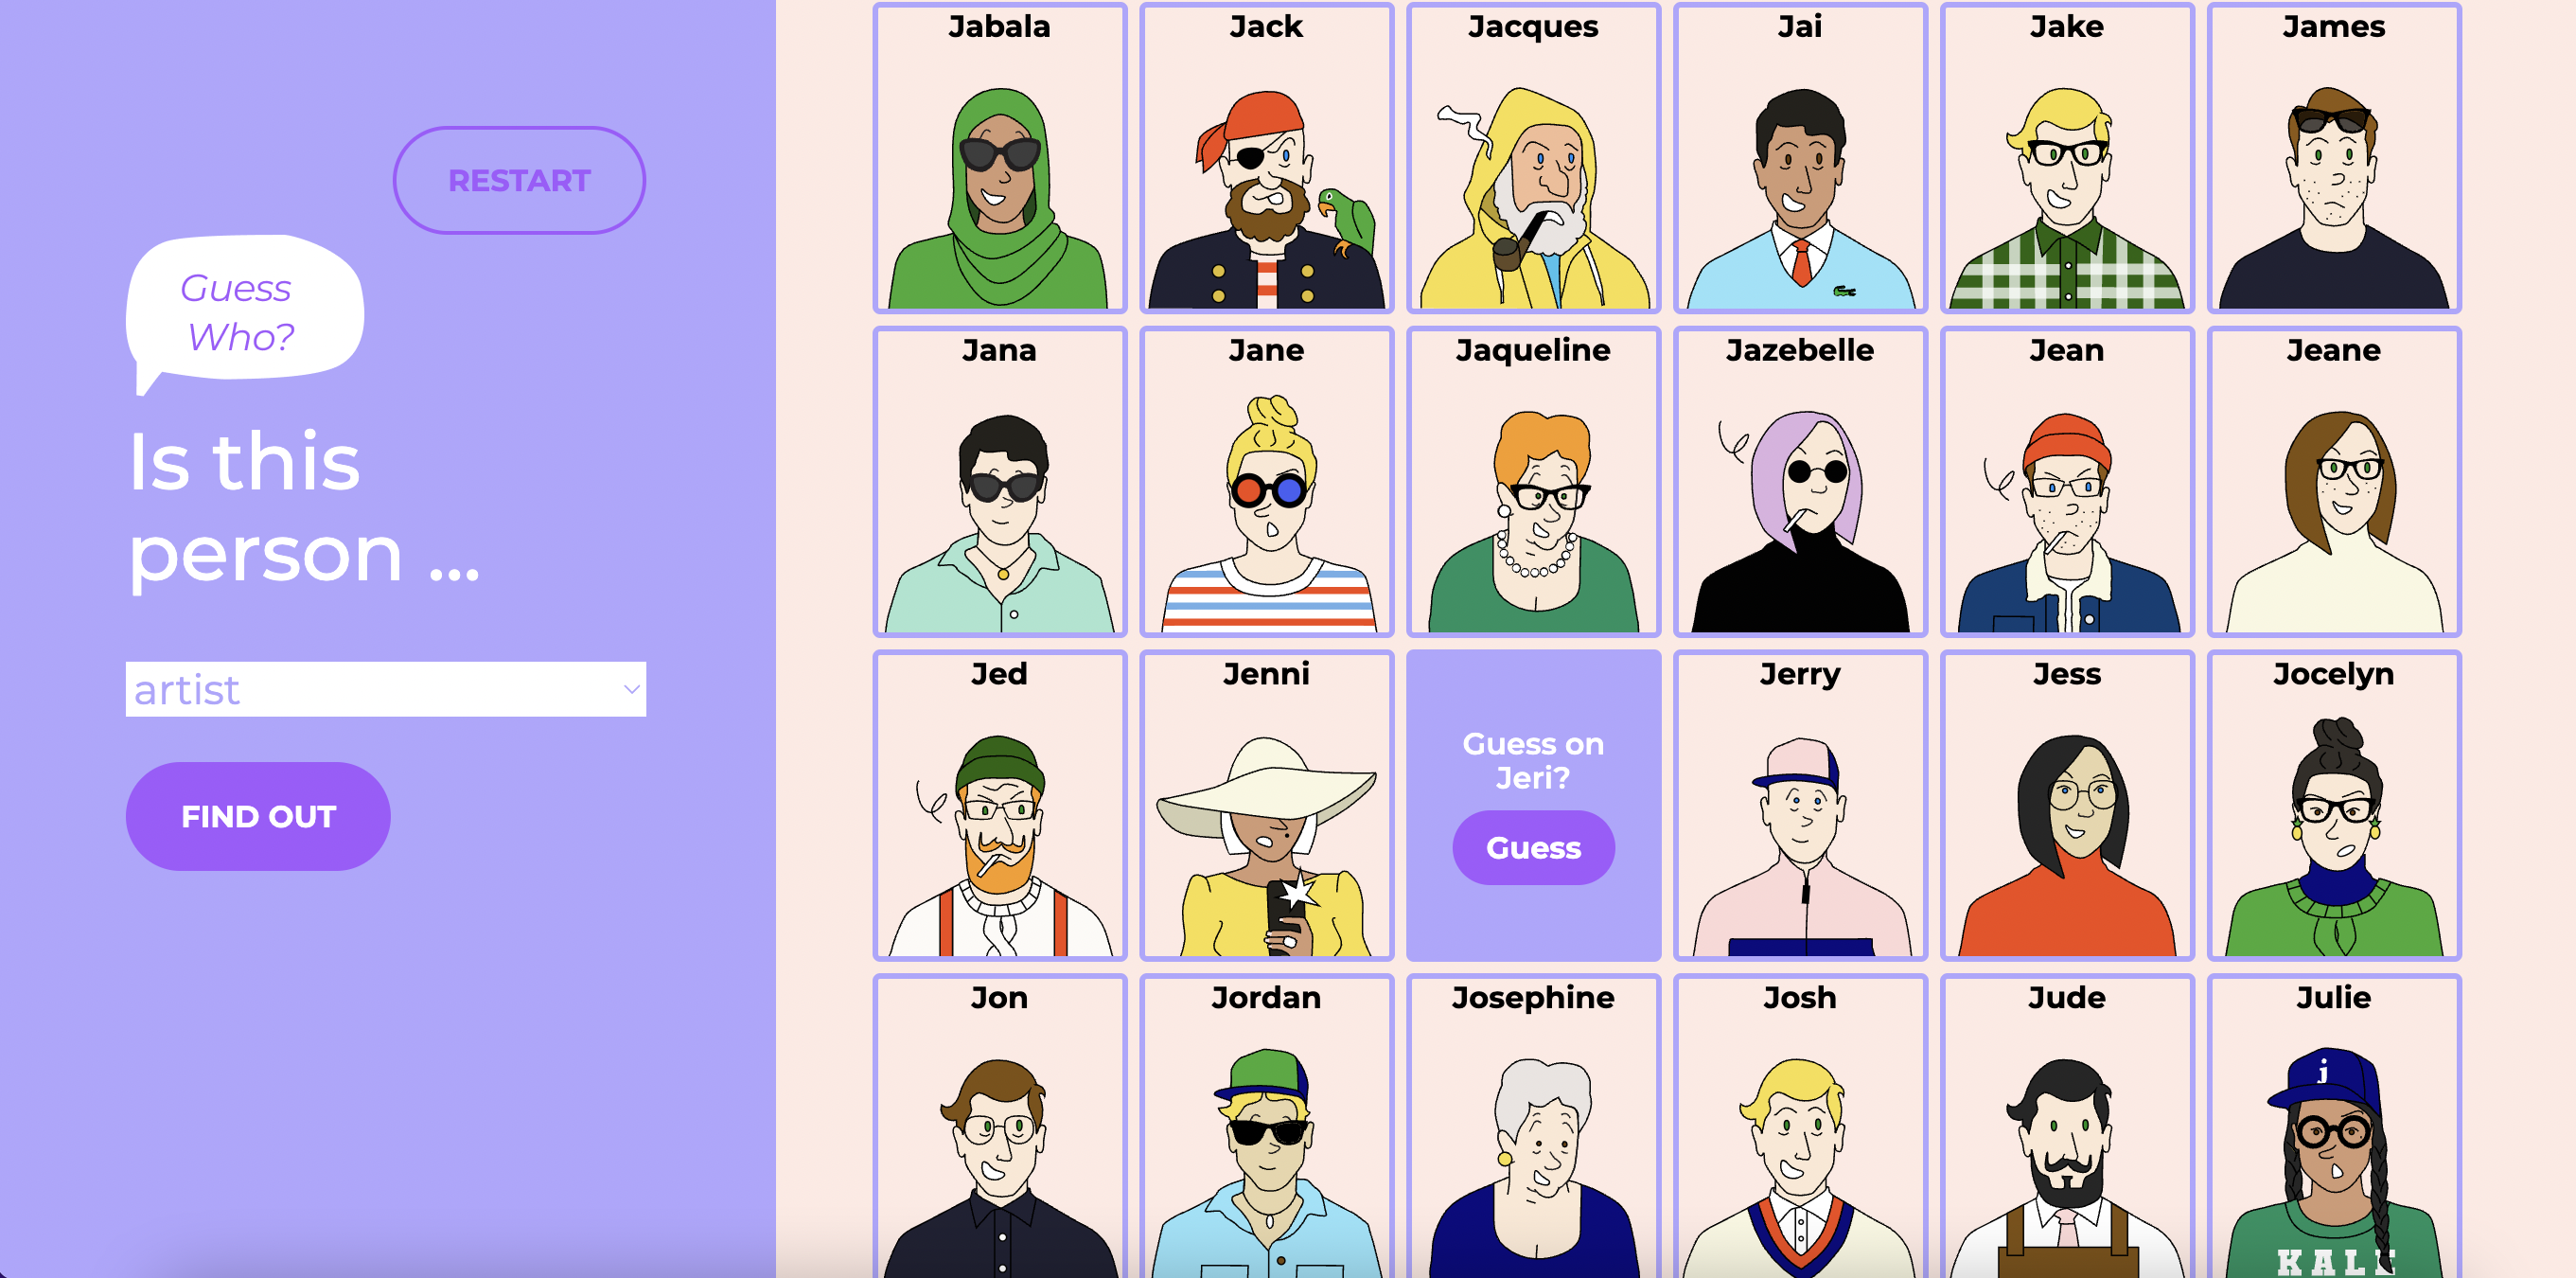 RESTART
Guess
Who?
Is this
person ...
artist
FIND OUT
Jabala
Jack
Jacques
Jai
Jake
James
Jana
Jane
Jaqueline
Jazebelle
Jean
Jeane
Jed
Jenni
Guess on
Jeri?
Guess
Jerry
Jess
Jocelyn
Jon
Jordan
Josephine
Josh
Jude
Julie
j
KALE